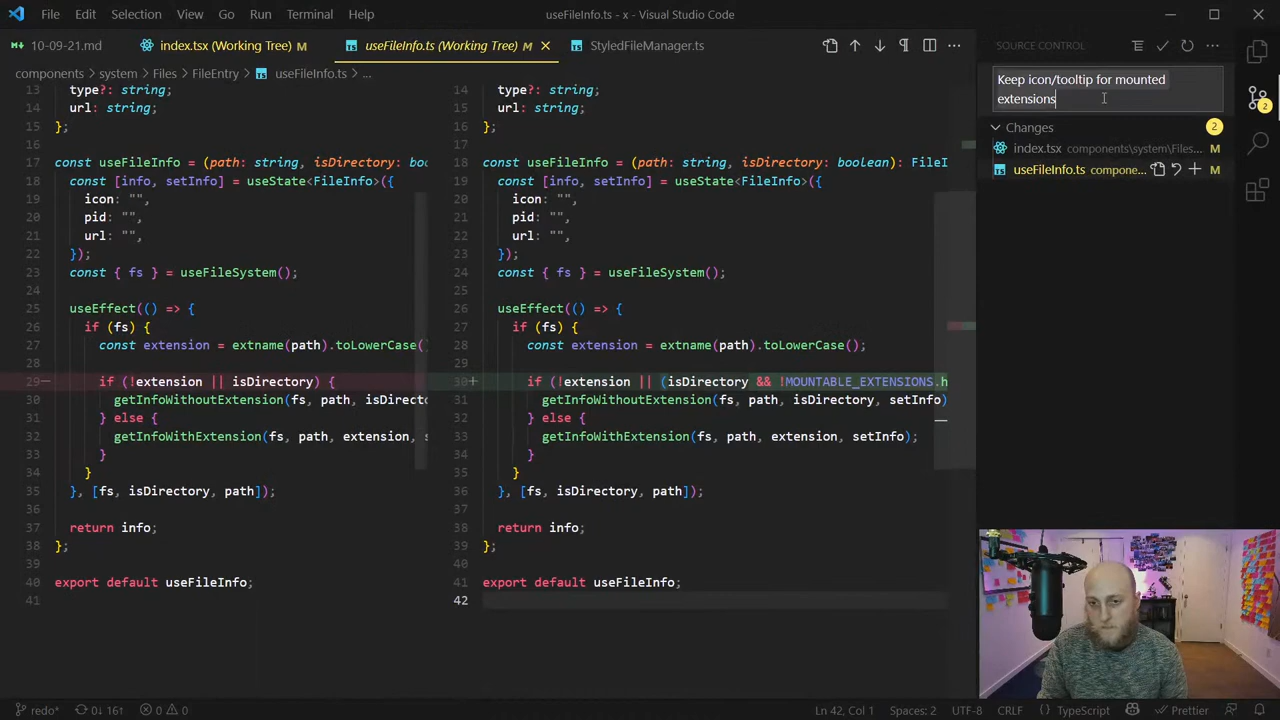 File Edit Selection View Go Run Terminal Help
useFileInfo.ts - x - Visual Studio Code
10-09-21.md
index.tsx (Working Tree) M
useFileInfo.ts (Working Tree) M
StyledFileManager.ts
components > system > Files > FileEntry > useFileInfo.ts > ...
13 type?: string;
14 url: string;
15 };
16
17 const useFileInfo = (path: string, isDirectory: bo
18 const [info, setInfo] = useState<FileInfo>({
19 icon: "",
20 pid: "",
21 url: "",
22 });
23 const { fs } = useFileSystem();
24
25 useEffect(() => {
26 if (fs) {
27 const extension = extname(path).toLowerCase(
28
29 if (!extension || isDirectory) {
30 getInfoWithoutExtension(fs, path, isDirecto
31 } else {
32 getInfoWithExtension(fs, path, extension, s
33 }
34 }
35 }, [fs, isDirectory, path]);
36
37 return info;
38 };
39
40 export default useFileInfo;
41
14 type?: string;
15 url: string;
16 };
17
18 const useFileInfo = (path: string, isDirectory: boolean): FileI
19 const [info, setInfo] = useState<FileInfo>({
20 icon: "",
21 pid: "",
22 url: "",
23 });
24 const { fs } = useFileSystem();
25
26 useEffect(() => {
27 if (fs) {
28 const extension = extname(path).toLowerCase();
29
30 if (!extension || (isDirectory && !MOUNTABLE_EXTENSIONS.h
31 getInfoWithoutExtension(fs, path, isDirectory, setInfo)
32 } else {
33 getInfoWithExtension(fs, path, extension, setInfo);
34 }
35 }
36 }, [fs, isDirectory, path]);
37
38 return info;
39 };
40
41 export default useFileInfo;
42
SOURCE CONTROL
Keep icon/tooltip for mounted
extensions
Changes 2
index.tsx components\system\Files... M
useFileInfo.ts compone... M
2
redo* 0↓ 16↑ 0 0
Ln 42, Col 1 Spaces: 2 UTF-8 CRLF TypeScript Prettier